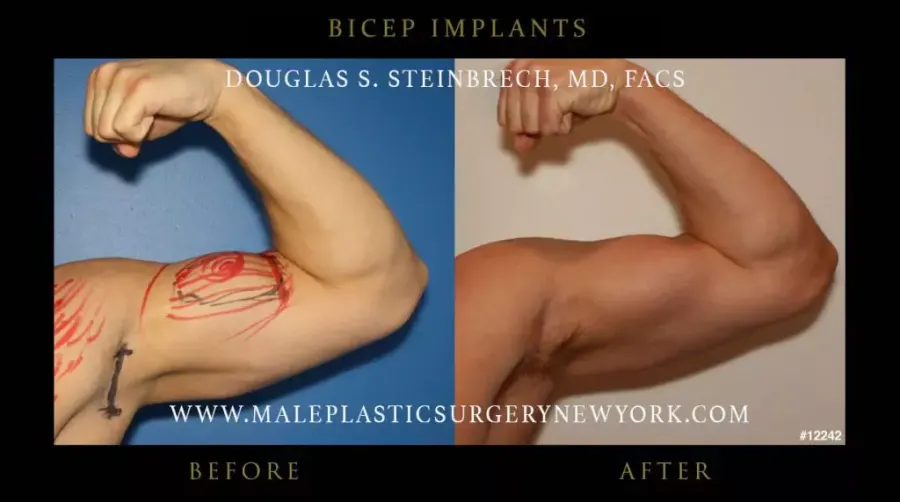 BICEP IMPLANTS
DOUGLAS S. STEINBRECH, MD, FACS
WWW.MALEPLASTICSURGERYNEWYORK.COM
#12242
BEFORE AFTER